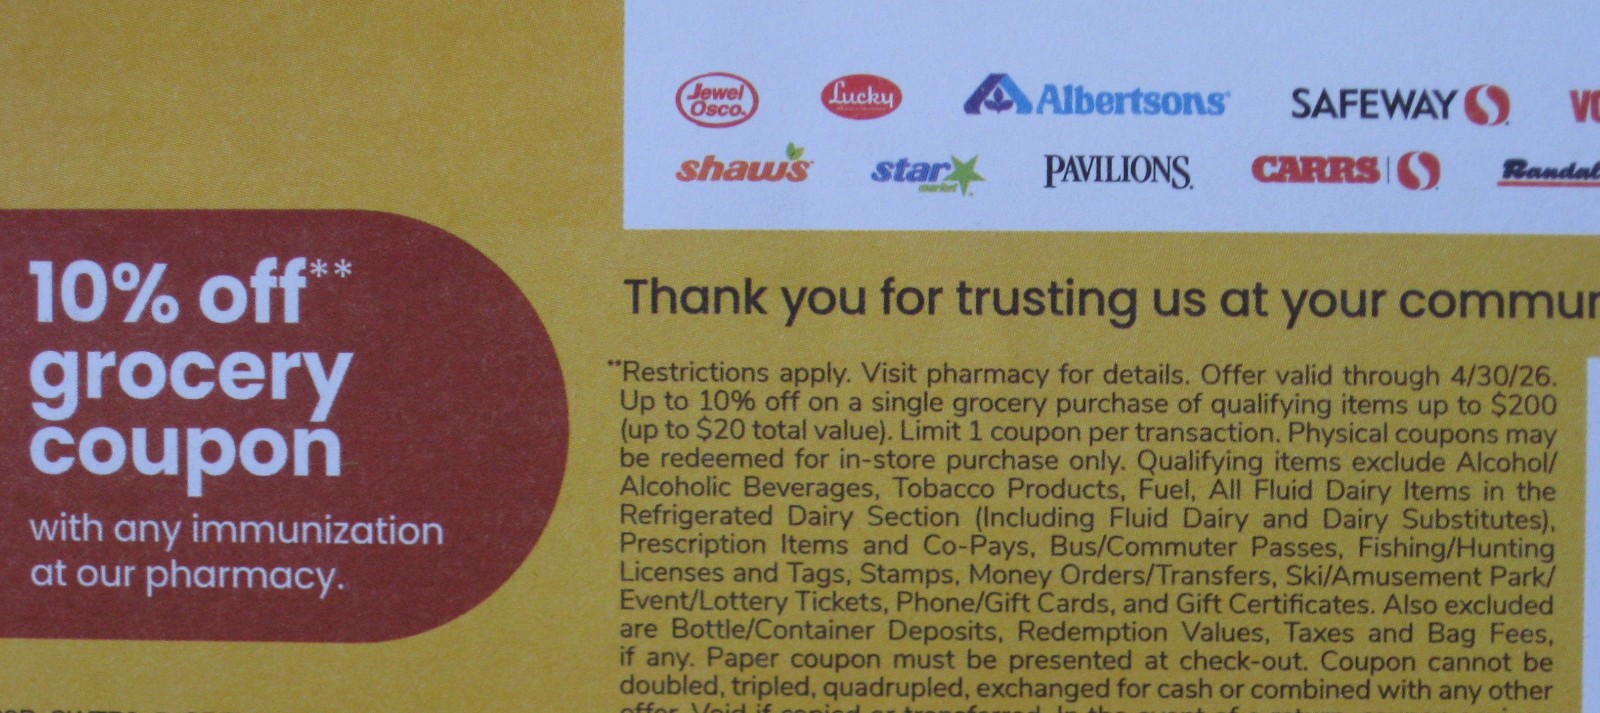 Jewel Osco. Lucky Albertsons SAFEWAY
shaw's star market PAVILIONS. CARRS
10% off**
grocery
coupon
with any immunization
at our pharmacy.
Thank you for trusting us at your
**Restrictions apply. Visit pharmacy for details. Offer valid through 4/30/26.
Up to 10% off on a single grocery purchase of qualifying items up to $200
(up to $20 total value). Limit 1 coupon per transaction. Physical coupons may
be redeemed for in-store purchase only. Qualifying items exclude Alcohol/
Alcoholic Beverages, Tobacco Products, Fuel, All Fluid Dairy Items in the
Refrigerated Dairy Section (Including Fluid Dairy and Dairy Substitutes),
Prescription Items and Co-Pays, Bus/Commuter Passes, Fishing/Hunting
Licenses and Tags, Stamps, Money Orders/Transfers, Ski/Amusement Park/
Event/Lottery Tickets, Phone/Gift Cards, and Gift Certificates. Also excluded
are Bottle/Container Deposits, Redemption Values, Taxes and Bag Fees,
if any. Paper coupon must be presented at check-out. Coupon cannot be
doubled, tripled, quadrupled, exchanged for cash or combined with any other